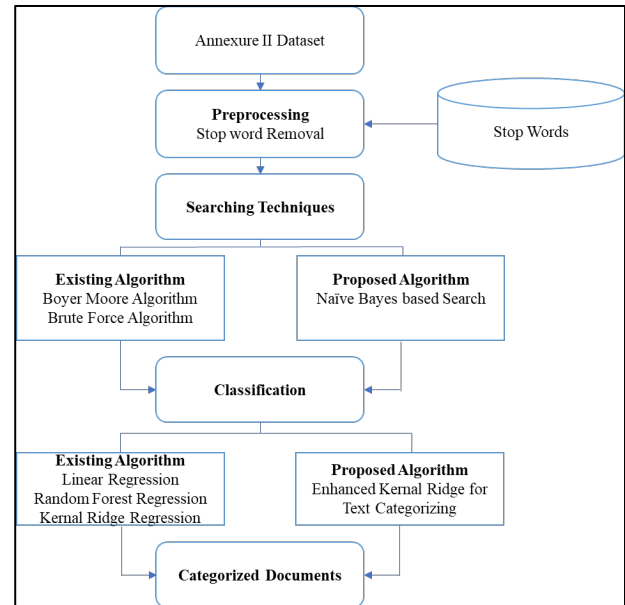 Annexure II Dataset
Preprocessing
Stop word Removal
Stop Words
Searching Techniques
Existing Algorithm
Boyer Moore Algorithm
Brute Force Algorithm
Proposed Algorithm
Naïve Bayes based Search
Classification
Existing Algorithm
Linear Regression
Random Forest Regression
Kernal Ridge Regression
Proposed Algorithm
Enhanced Kernal Ridge for
Text Categorizing
Categorized Documents